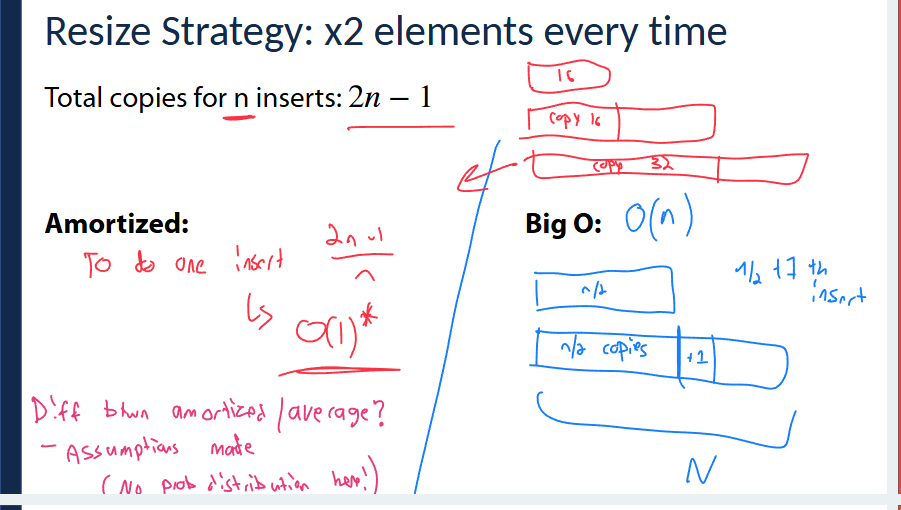 Resize Strategy: x2 elements every time
Total copies for n inserts: 2n − 1
16
copy 16
copy 32
Amortized:
To do one insert
2n -1
n
O(1)*
Diff btwn amortized / average?
- Assumptions made
(No prob distribution here!)
Big O: O(n)
n/2
n/2 +1 th
insert
n/2 copies
+1
N